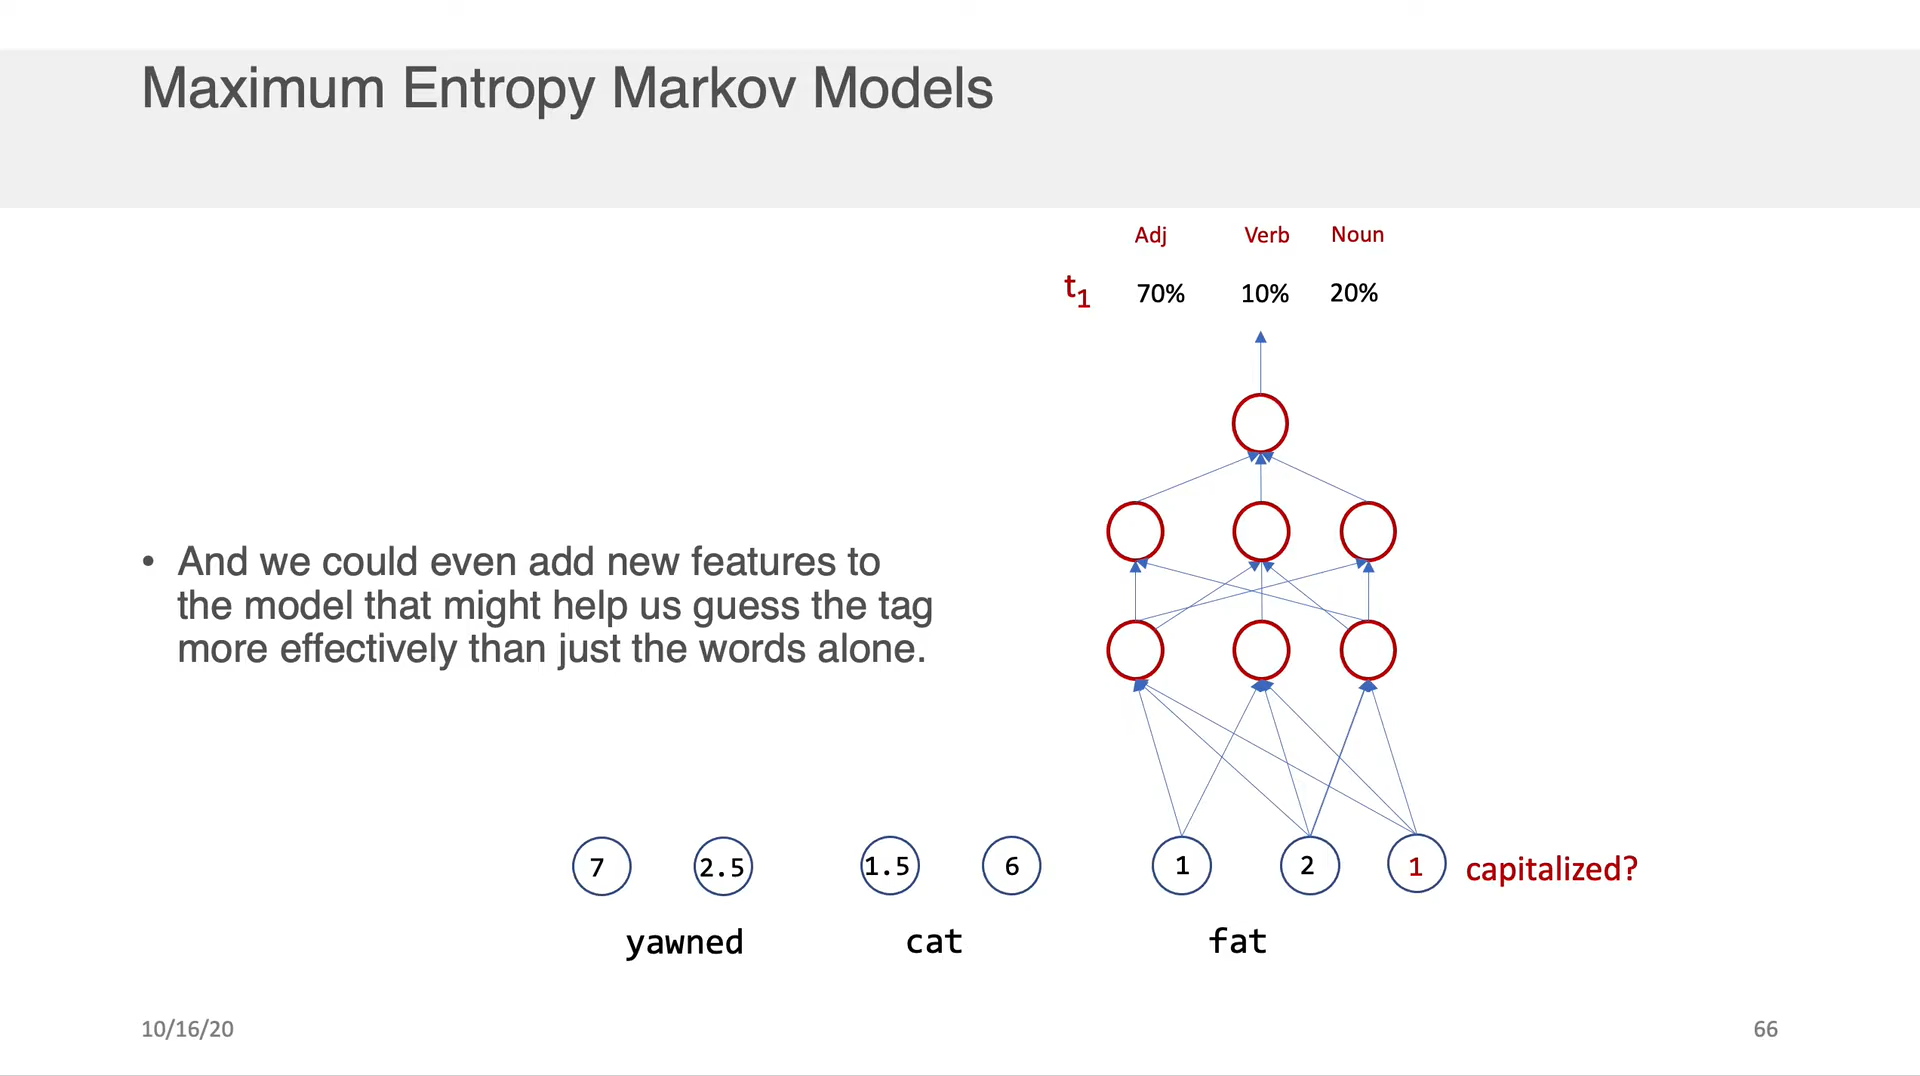 Maximum Entropy Markov Models
Adj Verb Noun
t1 70% 10% 20%
• And we could even add new features to
the model that might help us guess the tag
more effectively than just the words alone.
7 2.5 1.5 6 1 2 1 capitalized?
yawned cat fat
10/16/20 66